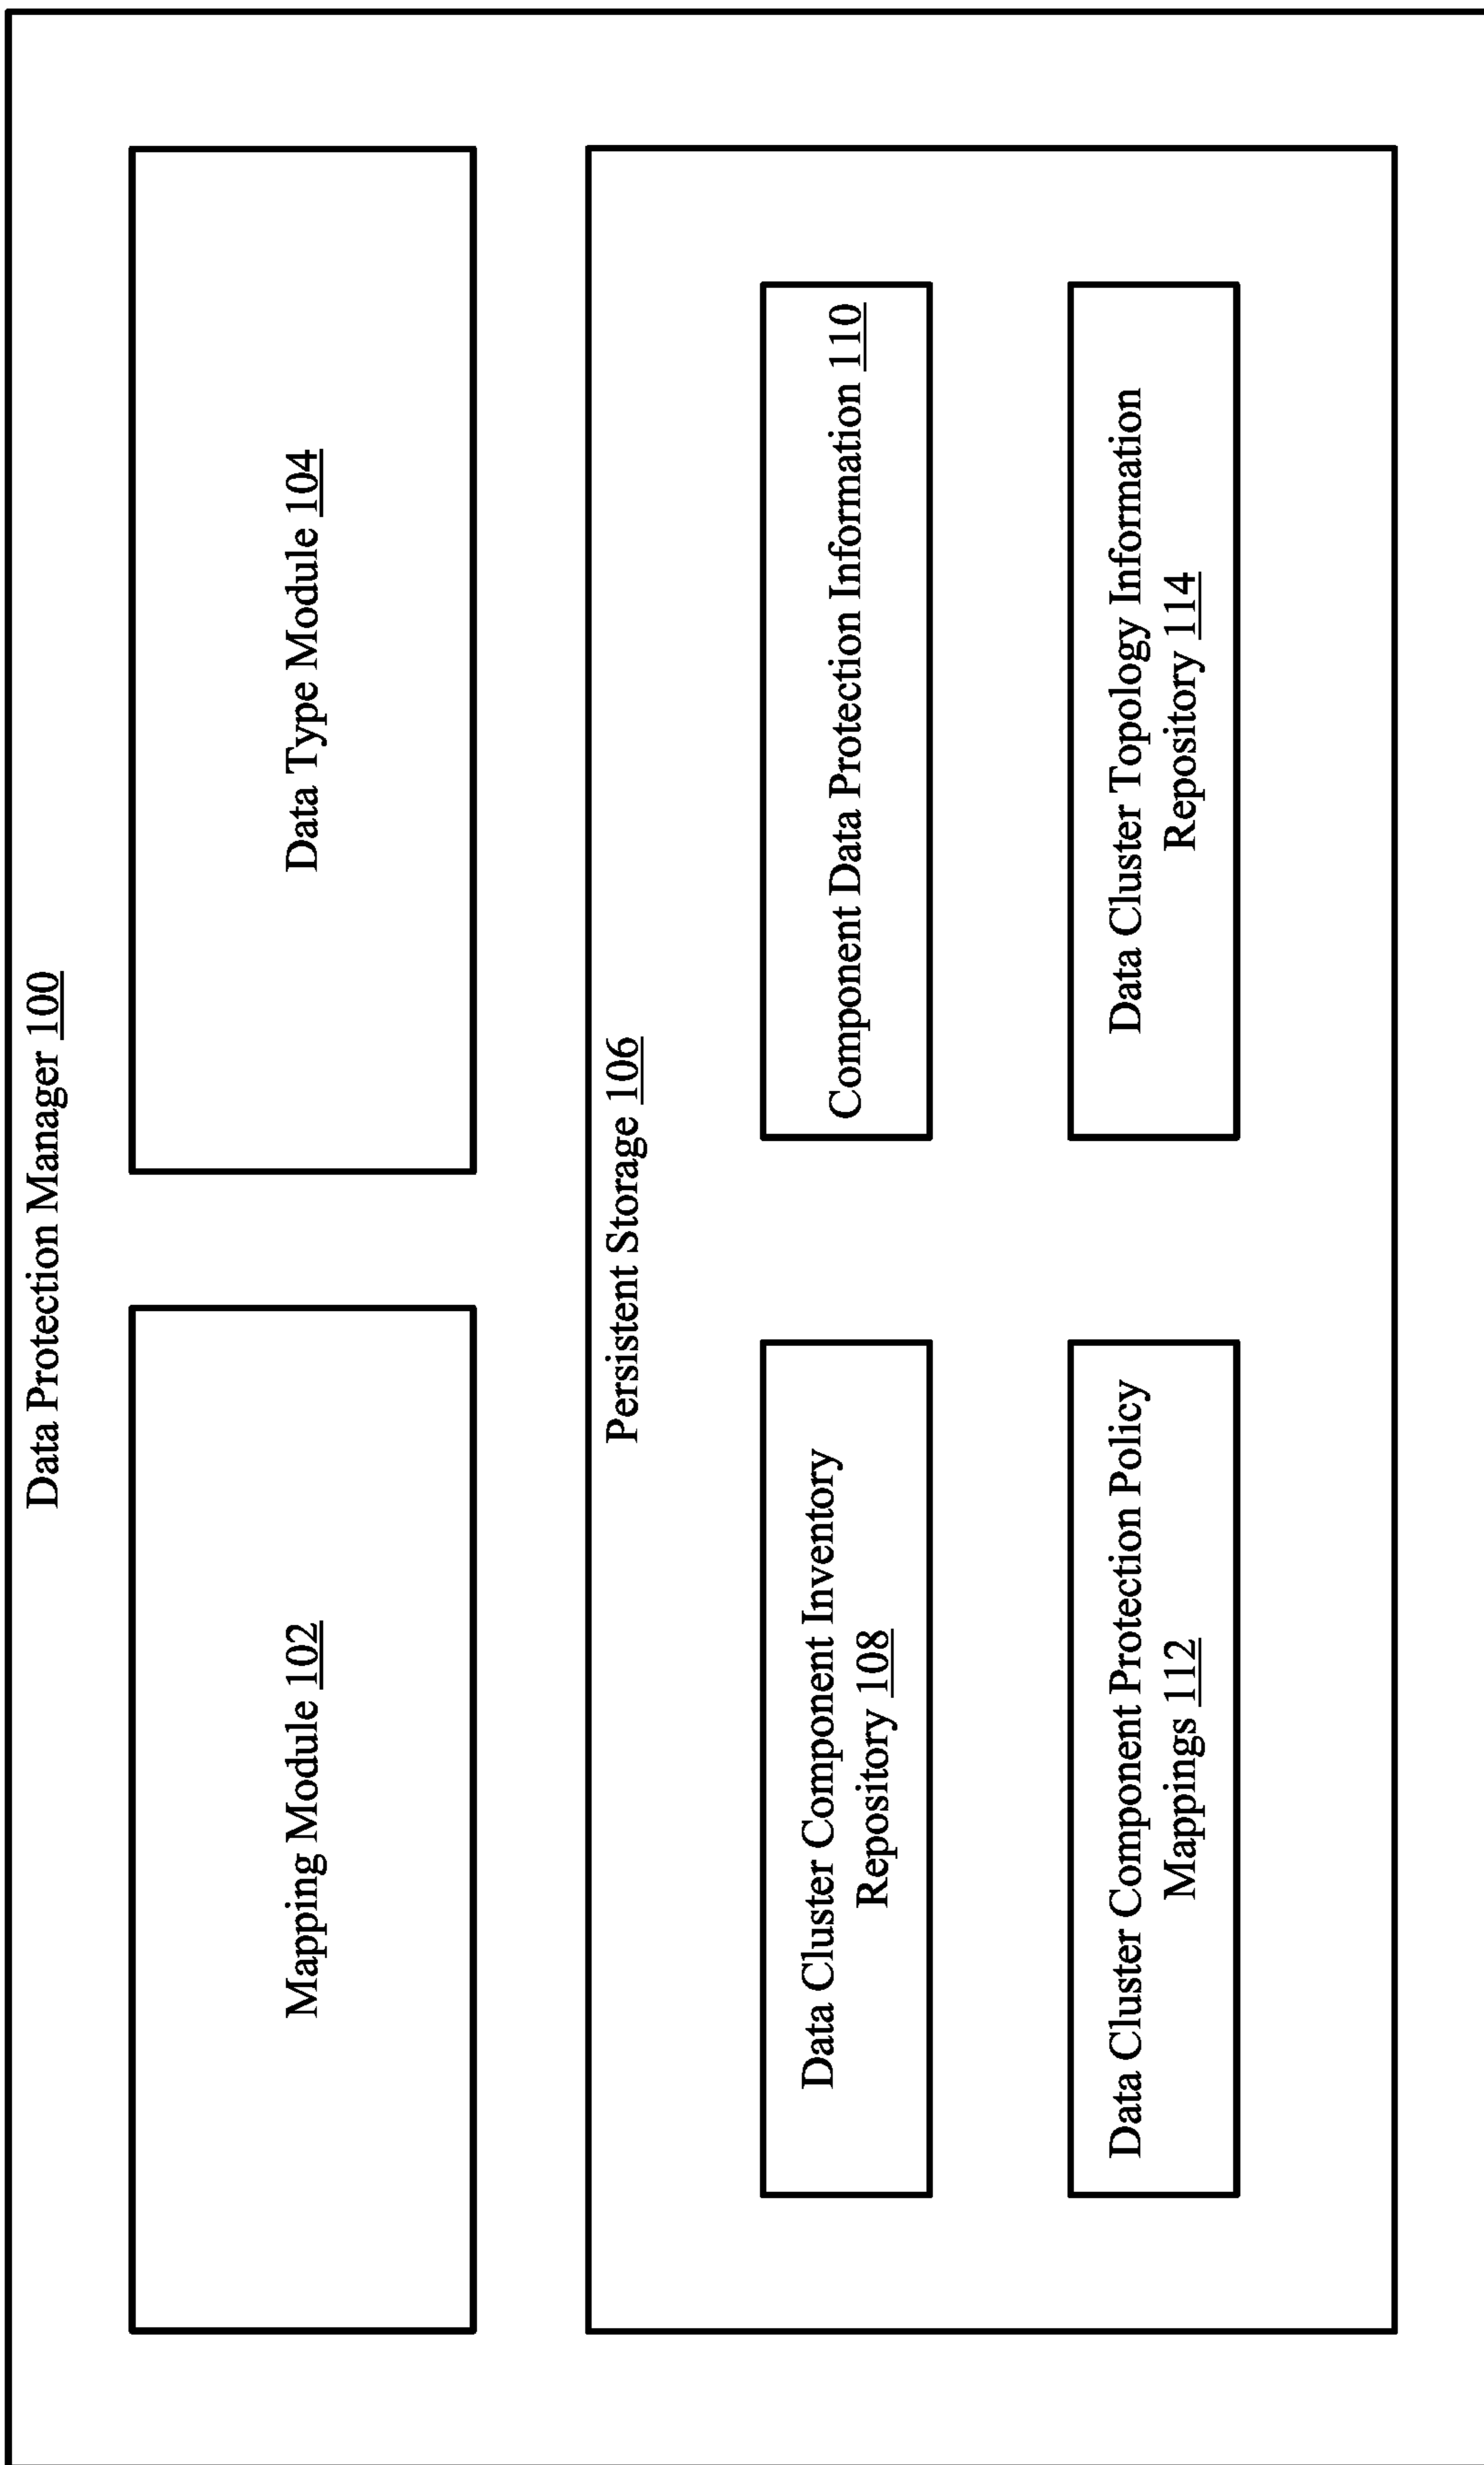 Data Protection Manager 100
Mapping Module 102
Data Type Module 104
Persistent Storage 106
Data Cluster Component Inventory
Repository 108
Component Data Protection Information 110
Data Cluster Component Protection Policy
Mappings 112
Data Cluster Topology Information
Repository 114